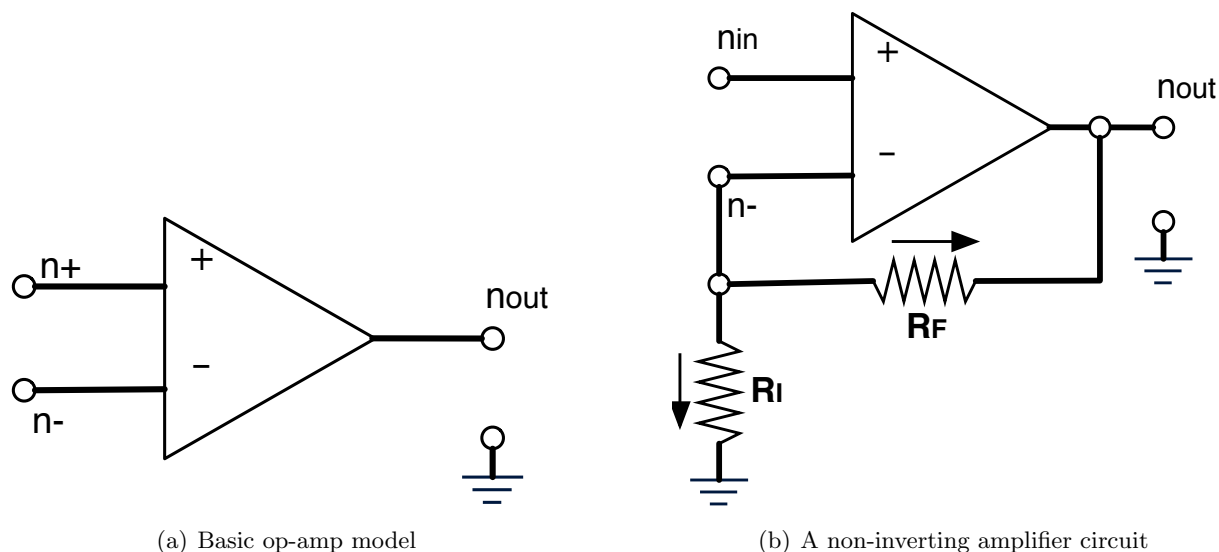 n+
+
nout
−
n-
(a) Basic op-amp model
nin
+
nout
−
n-
RF
RI
(b) A non-inverting amplifier circuit